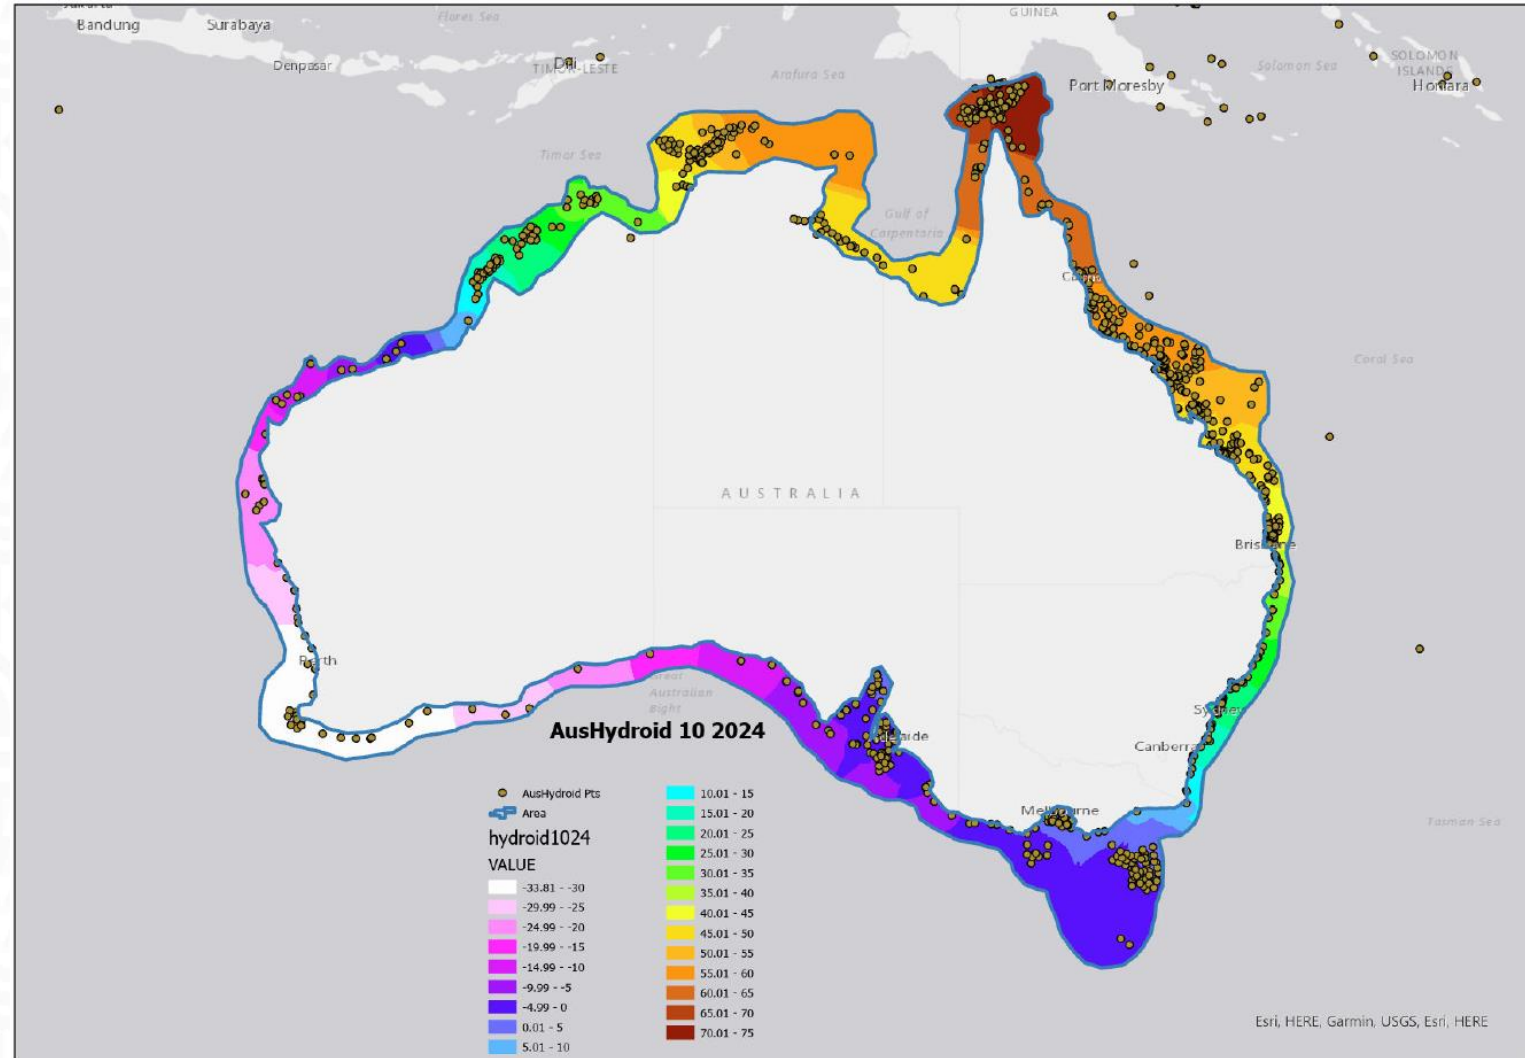 Bandung
Surabaya
Flores Sea
GUINEA
Denpasar
TIMOR-LESTE
Arafura Sea
Port Moresby
Solomon Sea
SOLOMON
ISLANDS
Honiara
Timor Sea
Gulf of
Carpentaria
Coral Sea
AUSTRALIA
Perth
Great
Australian
Bight
AusHydroid 10 2024
Sydney
Canberra
Melbourne
Tasman Sea
AusHydroid Pts
Area
hydroid1024
VALUE
-33.81 - -30
-29.99 - -25
-24.99 - -20
-19.99 - -15
-14.99 - -10
-9.99 - -5
-4.99 - 0
0.01 - 5
5.01 - 10
10.01 - 15
15.01 - 20
20.01 - 25
25.01 - 30
30.01 - 35
35.01 - 40
40.01 - 45
45.01 - 50
50.01 - 55
55.01 - 60
60.01 - 65
65.01 - 70
70.01 - 75
Esri, HERE, Garmin, USGS, Esri, HERE